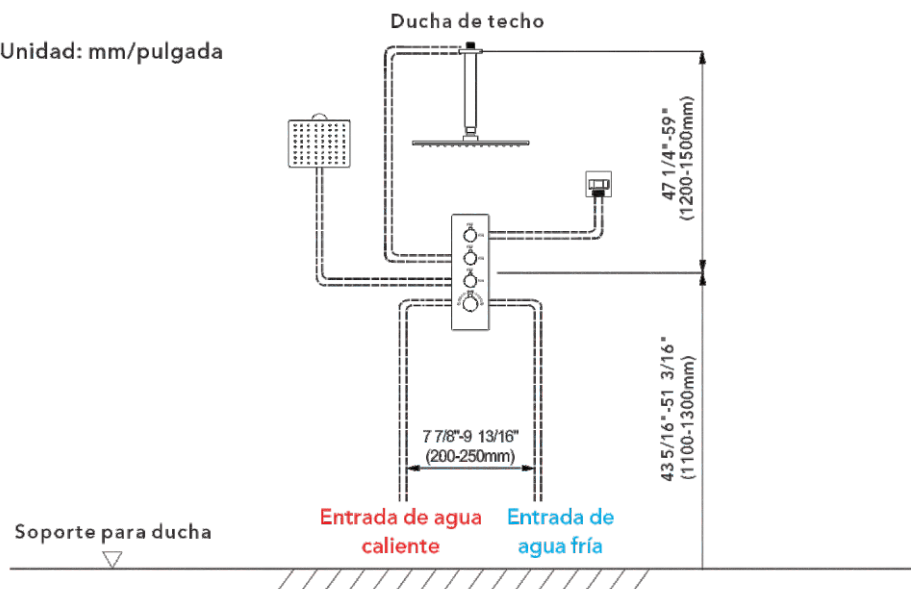 Ducha de techo
Unidad: mm/pulgada
47 1/4"-59"
(1200-1500mm)
43 5/16"-51 3/16"
(1100-1300mm)
7 7/8"-9 13/16"
(200-250mm)
Entrada de agua
caliente
Entrada de
agua fría
Soporte para ducha